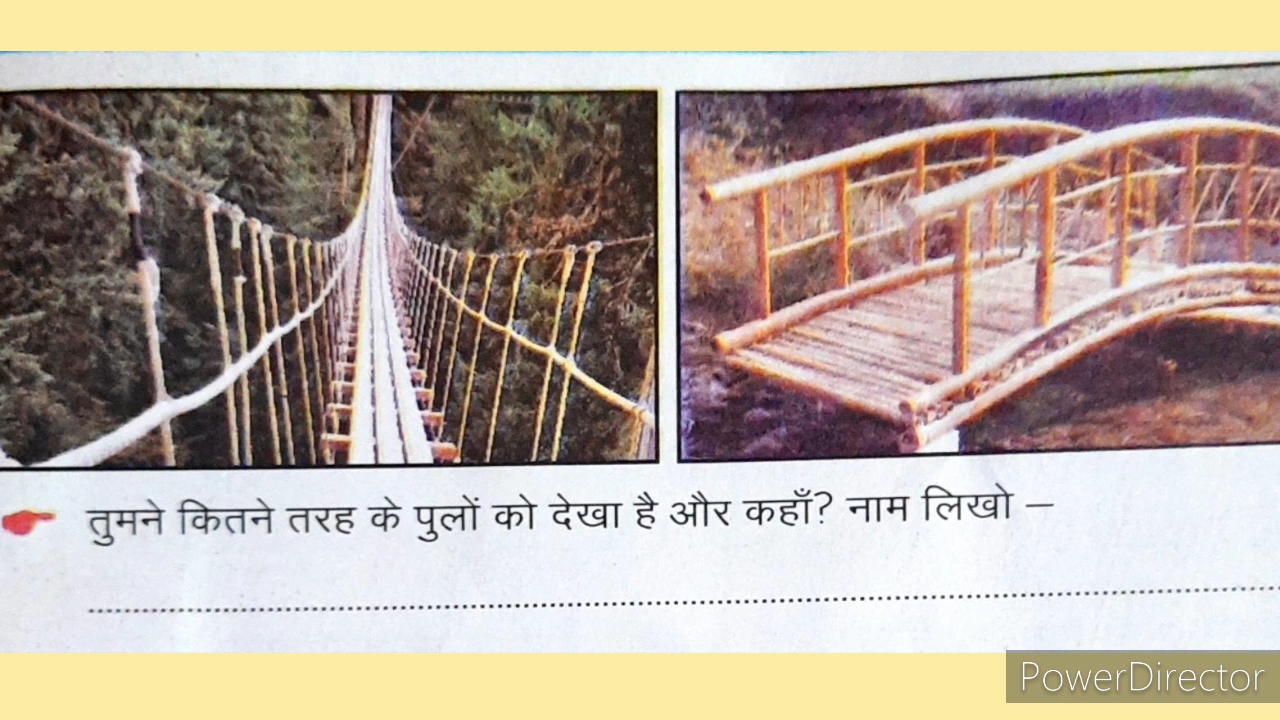 तुमने कितने तरह के पुलों को देखा है और कहाँ? नाम लिखो –
PowerDirector